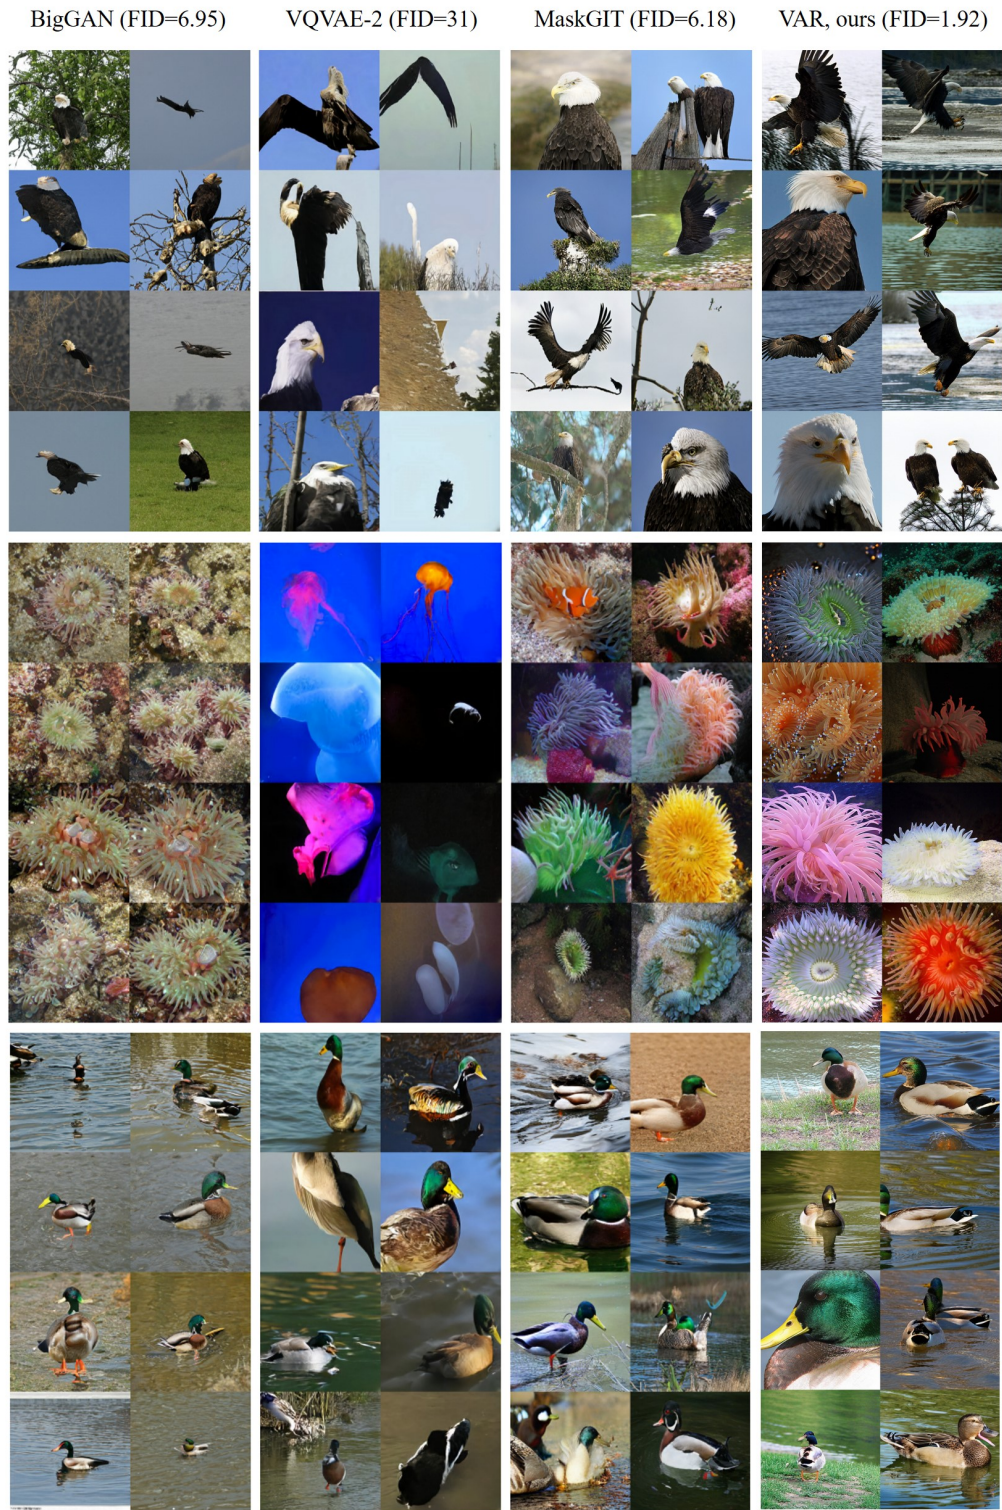 BigGAN (FID=6.95)
VQVAE-2 (FID=31)
MaskGIT (FID=6.18)
VAR, ours (FID=1.92)